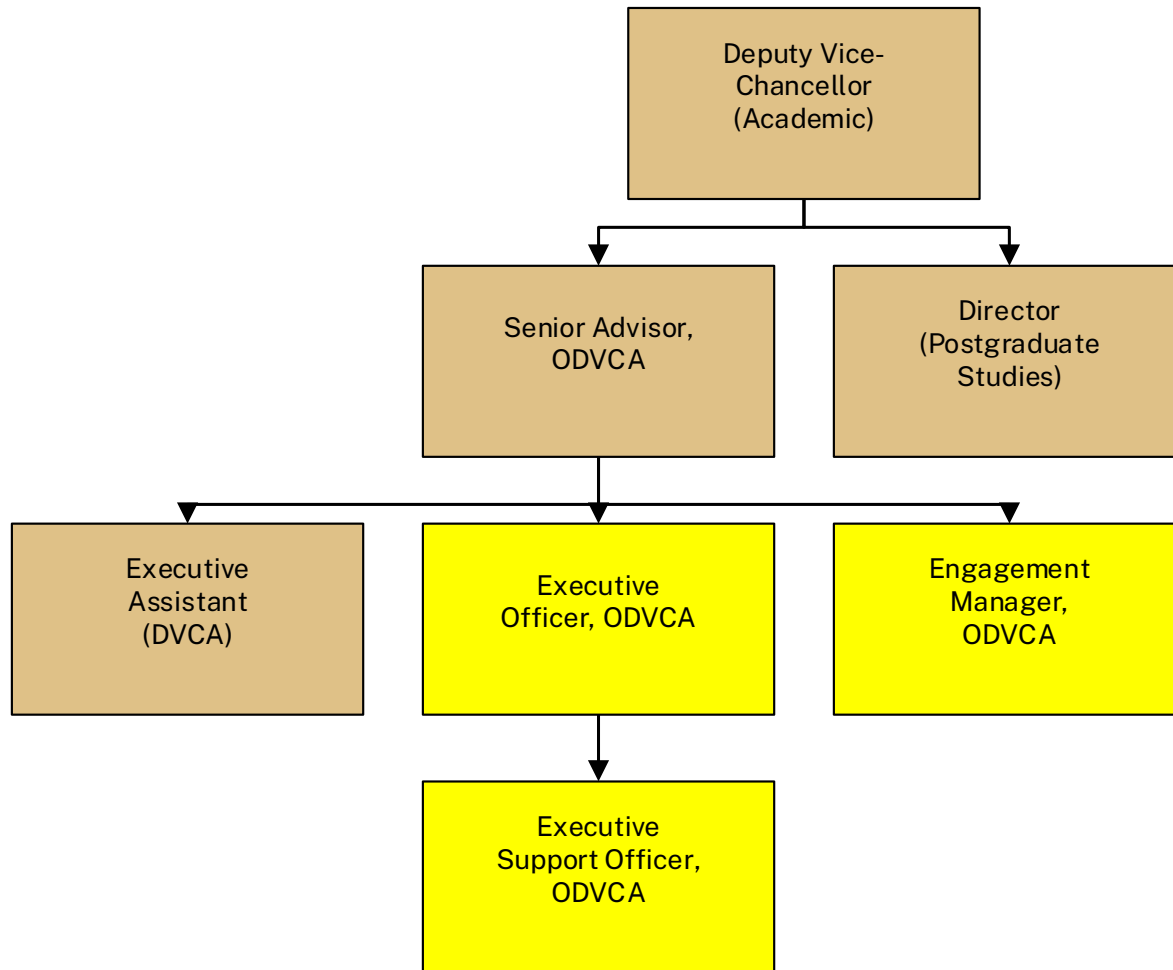 Deputy Vice-
Chancellor
(Academic)
Senior Advisor,
ODVCA
Director
(Postgraduate
Studies)
Executive
Assistant
(DVCA)
Executive
Officer, ODVCA
Engagement
Manager,
ODVCA
Executive
Support Officer,
ODVCA